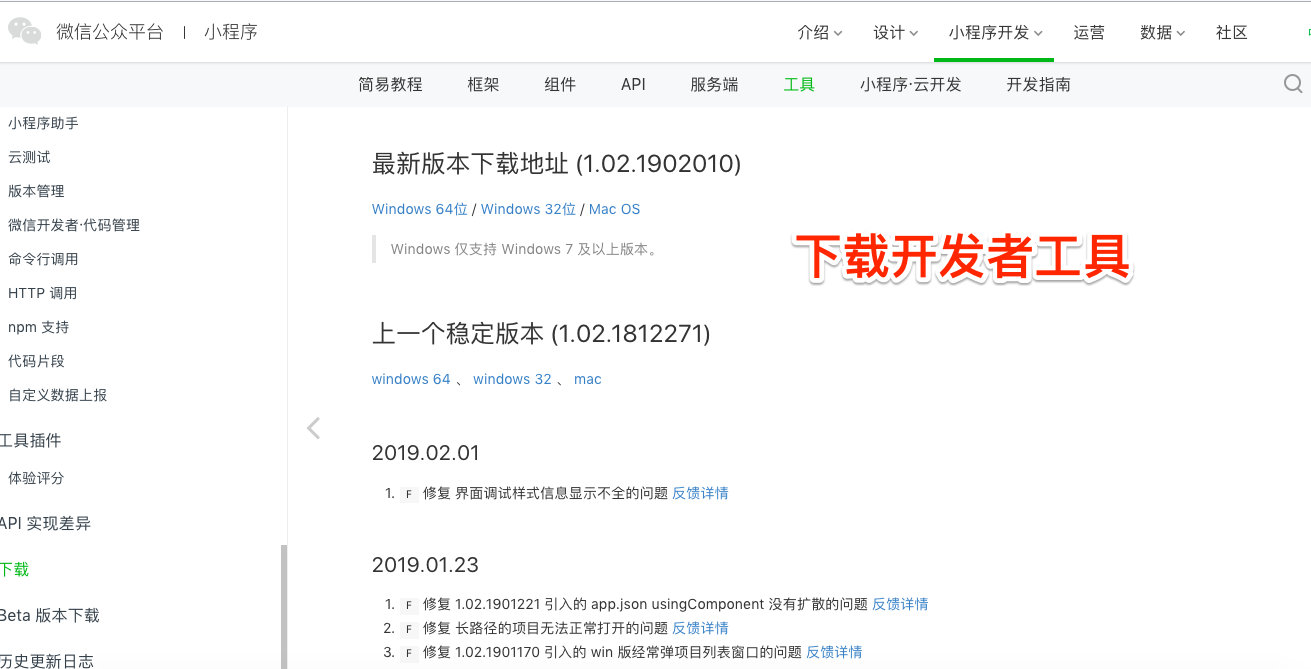 微信公众平台 | 小程序
介绍 设计 小程序开发 运营 数据 社区
简易教程 框架 组件 API 服务端 工具 小程序·云开发 开发指南
小程序助手
云测试
版本管理
微信开发者·代码管理
命令行调用
HTTP 调用
npm 支持
代码片段
自定义数据上报
工具插件
体验评分
API 实现差异
下载
Beta 版本下载
历史更新日志
最新版本下载地址 (1.02.1902010)
Windows 64位 / Windows 32位 / Mac OS
Windows 仅支持 Windows 7 及以上版本。
下载开发者工具
上一个稳定版本 (1.02.1812271)
windows 64 、 windows 32 、 mac
2019.02.01
1. F 修复 界面调试样式信息显示不全的问题 反馈详情
2019.01.23
1. F 修复 1.02.1901221 引入的 app.json usingComponent 没有扩散的问题 反馈详情
2. F 修复 长路径的项目无法正常打开的问题 反馈详情
3. F 修复 1.02.1901170 引入的 win 版经常弹项目列表窗口的问题 反馈详情